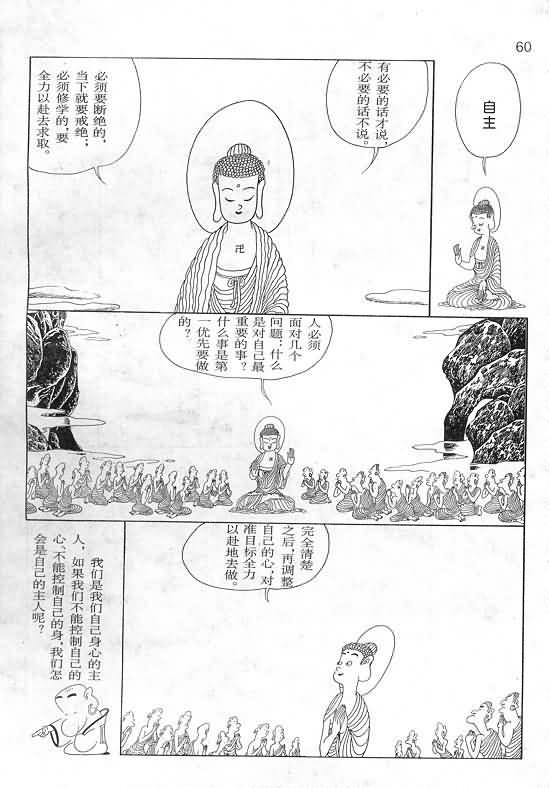 60
自主
有必要的话才说，
不必要的话不说。
必须要断绝的，
当下就要戒绝；
必须修学的，要
全力以赴去求取。
人必须
面对几个
问题：什么
是对自己最
重要的事？
什么事是第
一优先要做
的？
完全清楚
之后，再调整
自己的心，对
准目标全力
以赴地去做。
我们是我们自己身心的主
人，如果我们不能控制自己的
心、不能控制自己的身，我们怎
会是自己的主人呢？